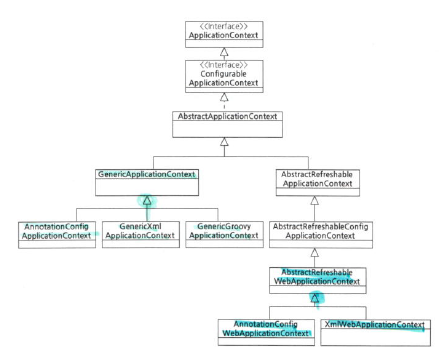 <<Interface>>
ApplicationContext
<<Interface>>
Configurable
ApplicationContext
AbstractApplicationContext
GenericApplicationContext
AbstractRefreshable
ApplicationContext
AnnotationConfig
ApplicationContext
GenericXml
ApplicationContext
GenericGroovy
ApplicationContext
AbstractRefreshableConfig
ApplicationContext
AbstractRefreshable
WebApplicationContext
AnnotationConfig
WebApplicationContext
XmlWebApplicationContext